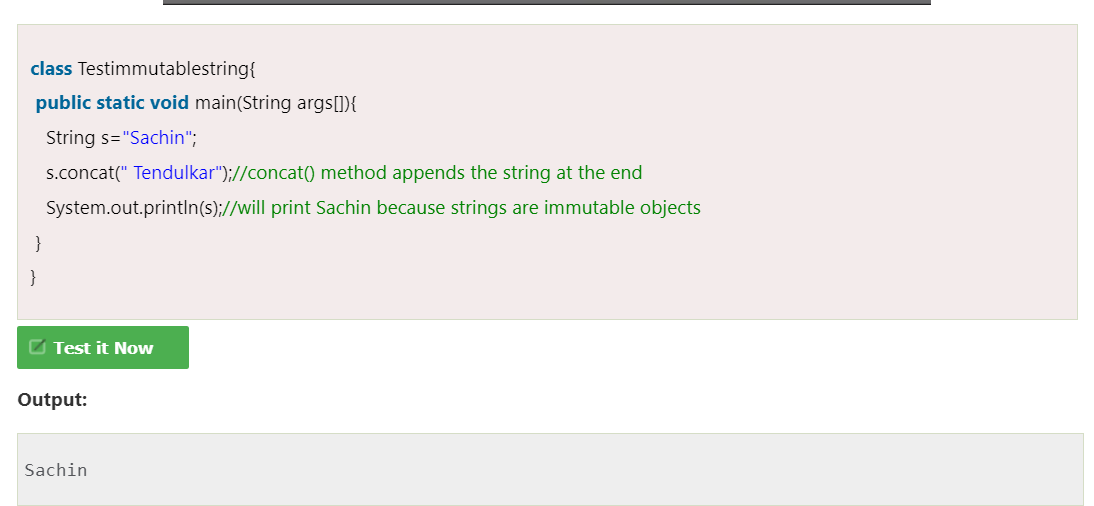 class Testimmutablestring{
public static void main(String args[]){
String s="Sachin";
s.concat(" Tendulkar");//concat() method appends the string at the end
System.out.println(s);//will print Sachin because strings are immutable objects
}
}
Test it Now
Output:
Sachin